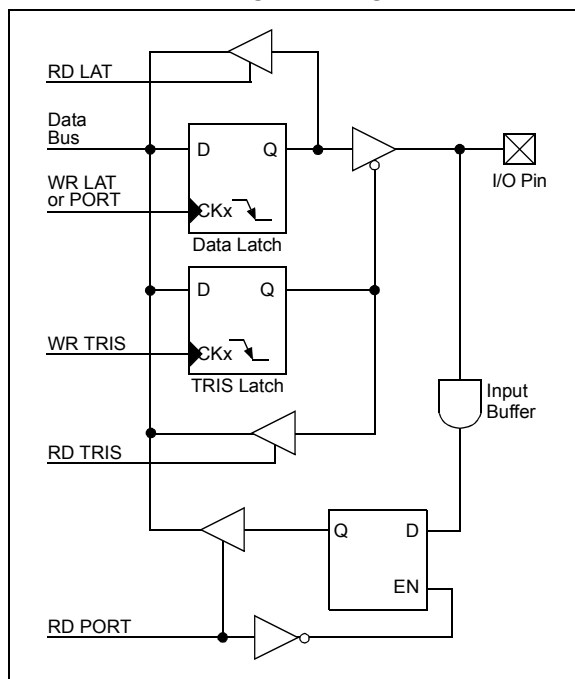 RD LAT
Data
Bus
D Q
I/O Pin
WR LAT
or PORT
CKx
Data Latch
D Q
WR TRIS
CKx
TRIS Latch
Input
Buffer
RD TRIS
Q D
EN
RD PORT